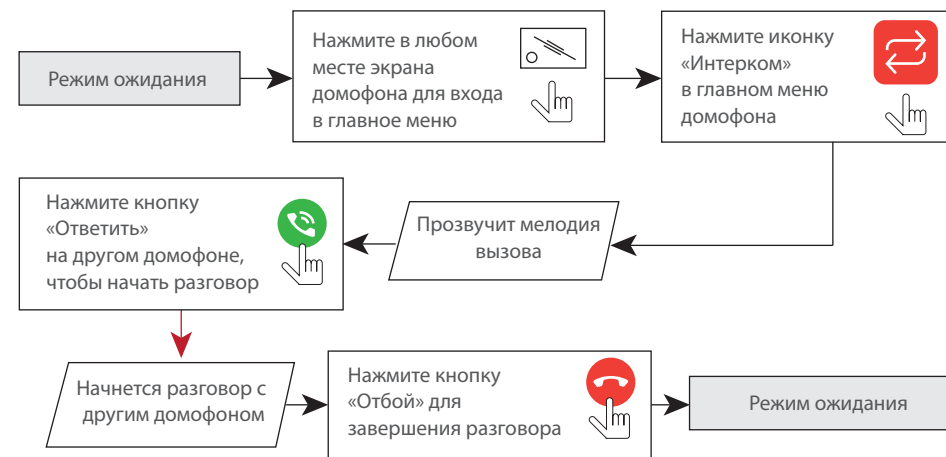 Режим ожидания
Нажмите в любом
месте экрана
домофона для входа
в главное меню
Нажмите иконку
«Интерком»
в главном меню
домофона
Прозвучит мелодия
вызова
Нажмите кнопку
«Ответить»
на другом домофоне,
чтобы начать разговор
Начнется разговор с
другим домофоном
Нажмите кнопку
«Отбой» для
завершения разговора
Режим ожидания